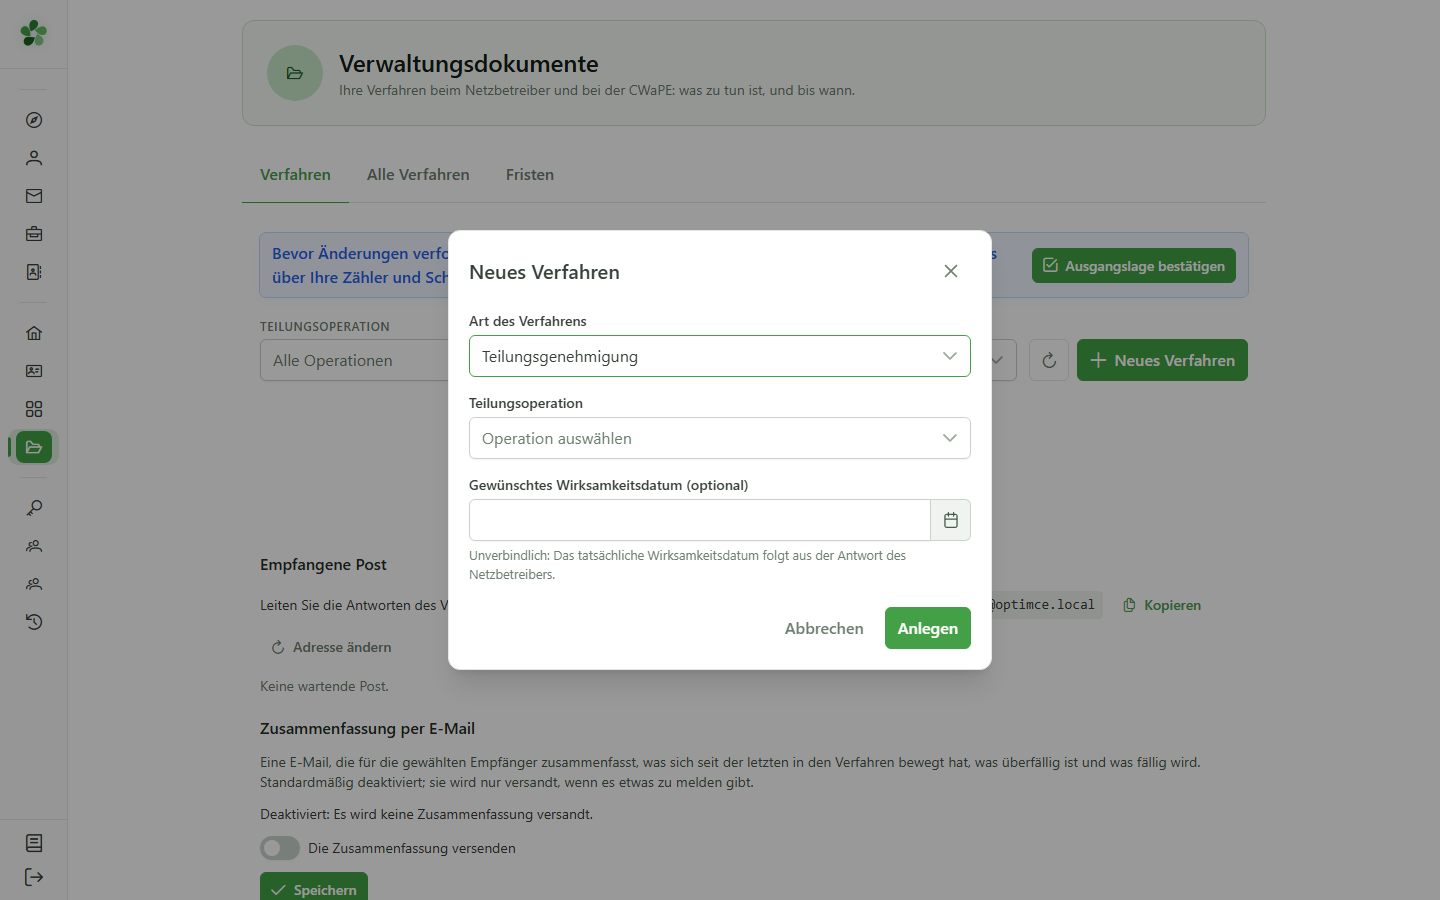 Verwaltungsdokumente
Ihre Verfahren beim Netzbetreiber und bei der CWaPE: was zu tun ist, und bis wann.
Verfahren
Alle Verfahren
Fristen
Bevor Änderungen
s
über Ihre Zähler und
Ausgangslage bestätigen
TEILUNGSOPERATION
Alle Operationen
Neues Verfahren
Neues Verfahren
Art des Verfahrens
Teilungsgenehmigung
Teilungsoperation
Operation auswählen
Gewünschtes Wirksamkeitsdatum (optional)
Unverbindlich: Das tatsächliche Wirksamkeitsdatum folgt aus der Antwort des
Netzbetreibers.
Abbrechen
Anlegen
Empfangene Post
Leiten Sie die Antworten des
@optimce.local
Kopieren
Adresse ändern
Keine wartende Post.
Zusammenfassung per E-Mail
Eine E-Mail, die für die gewählten Empfänger zusammenfasst, was sich seit der letzten in den Verfahren bewegt hat, was überfällig ist und was fällig wird.
Standardmäßig deaktiviert; sie wird nur versandt, wenn es etwas zu melden gibt.
Deaktiviert: Es wird keine Zusammenfassung versandt.
Die Zusammenfassung versenden
Speichern